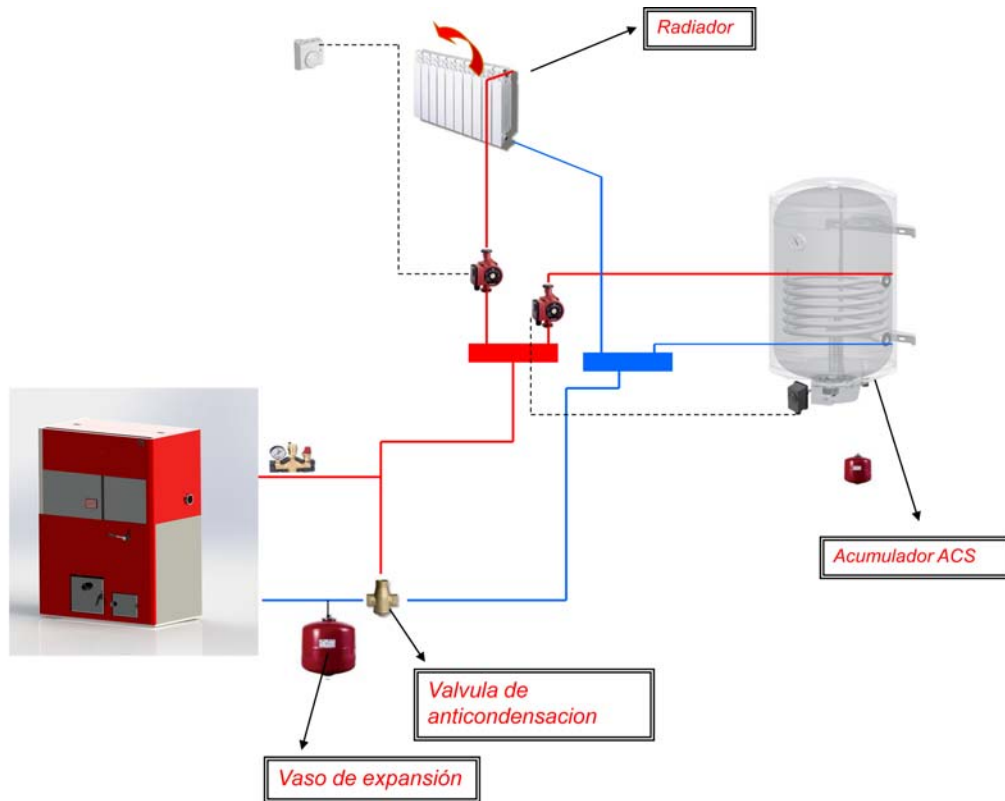 Radiador
Acumulador ACS
Valvula de
anticondensacion
Vaso de expansión